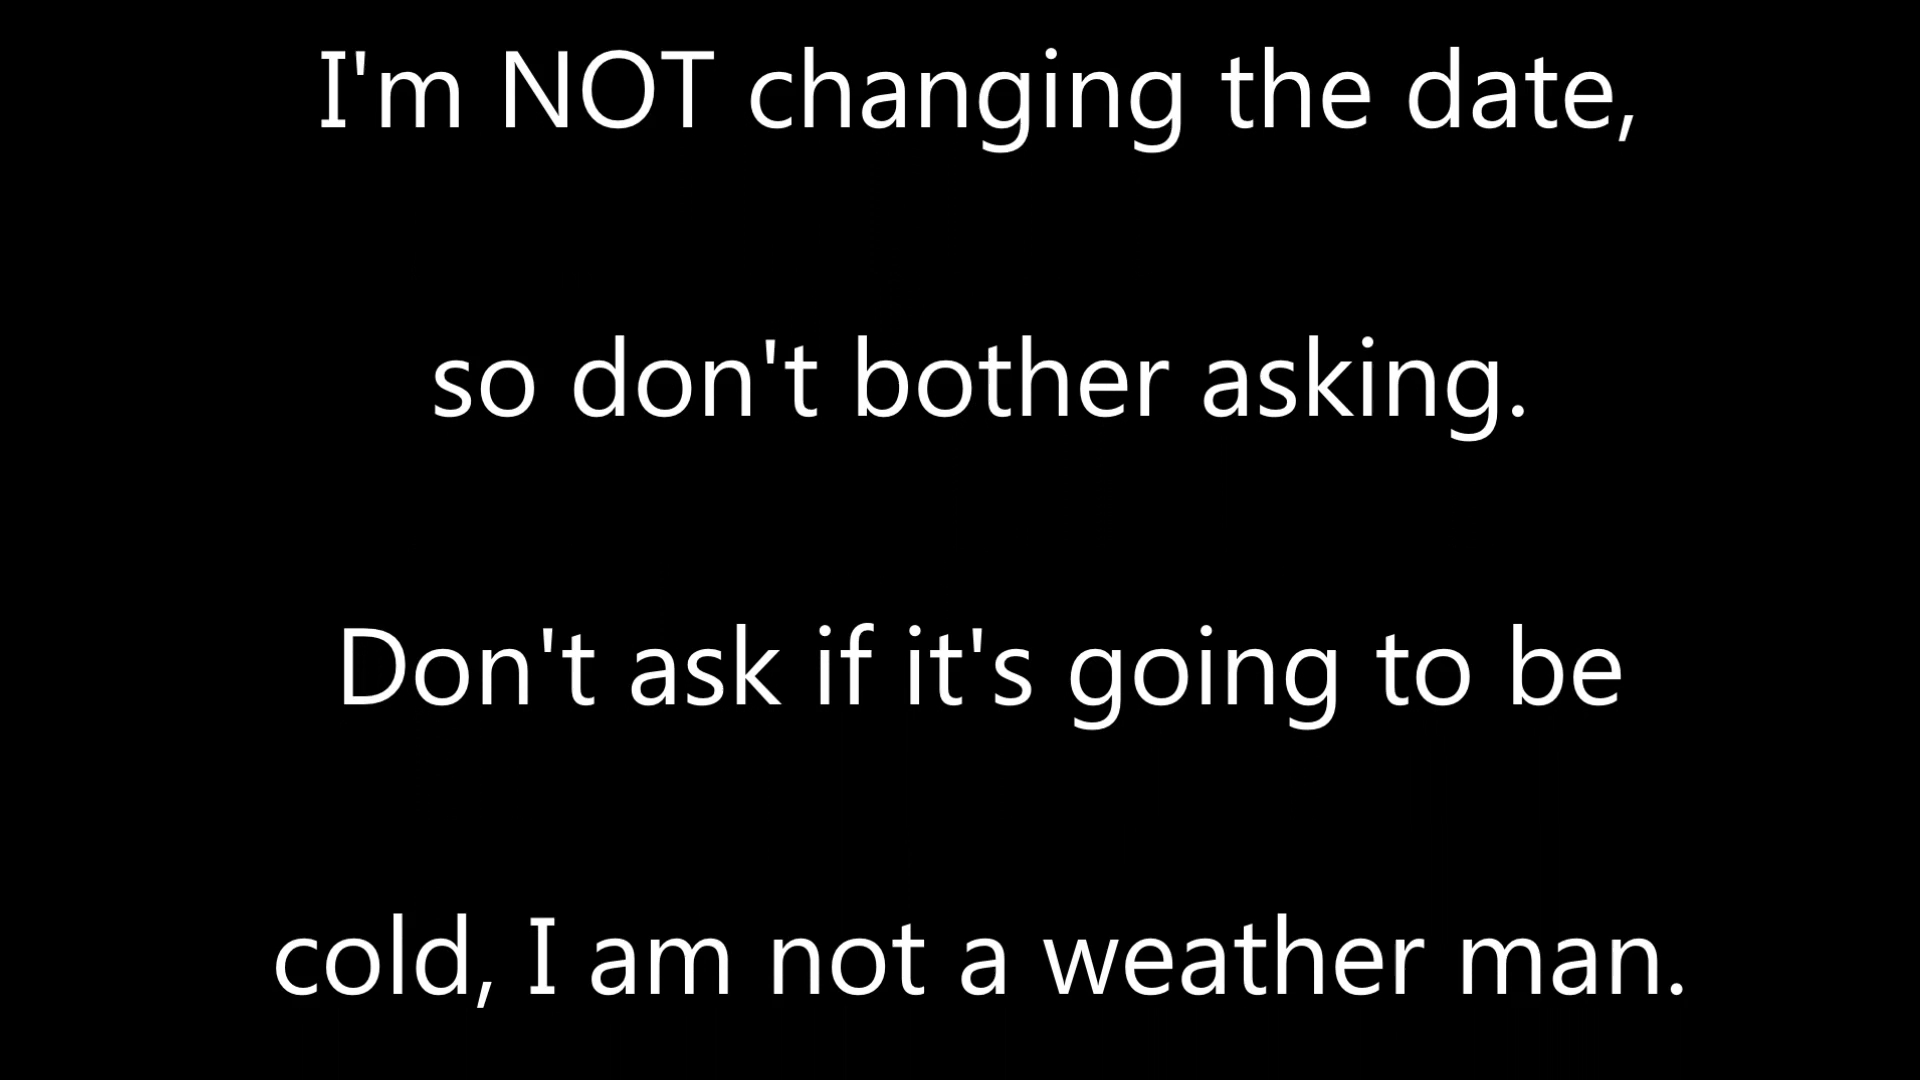 I'm NOT changing the date,
so don't bother asking.
Don't ask if it's going to be
cold, I am not a weather man.